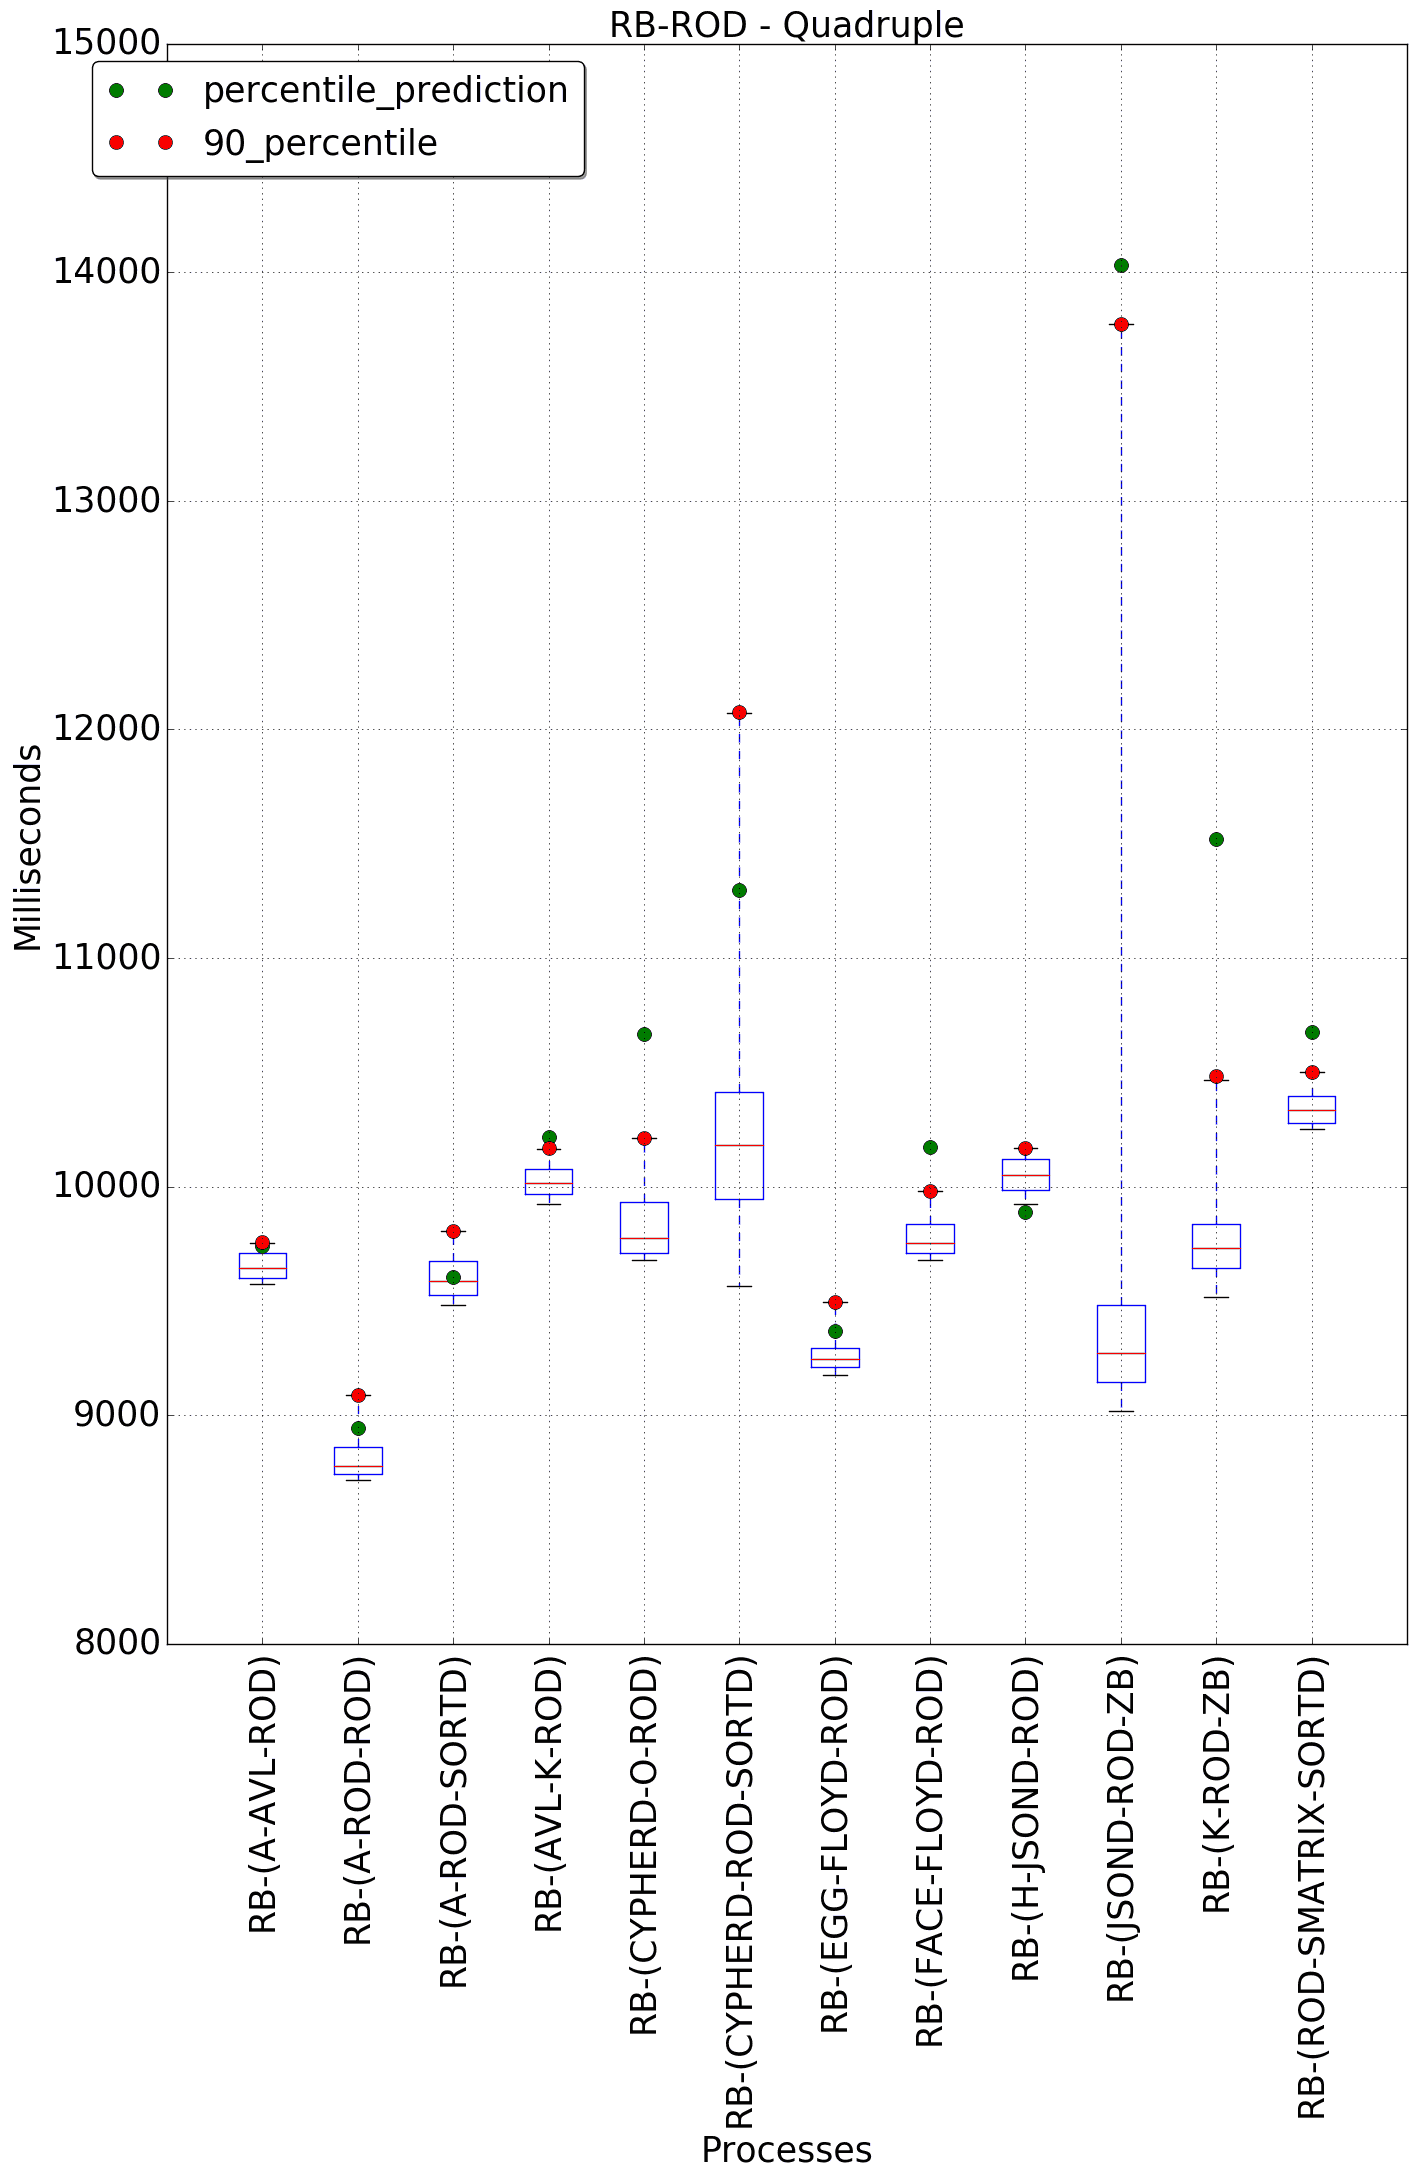 RB-ROD - Quadruple
percentile_prediction
90_percentile
15000
14000
13000
12000
11000
10000
9000
8000
Milliseconds
RB-(A-AVL-ROD)
RB-(A-ROD-ROD)
RB-(A-ROD-SORTD)
RB-(AVL-K-ROD)
RB-(CYPHERD-O-ROD)
RB-(CYPHERD-ROD-SORTD)
RB-(EGG-FLOYD-ROD)
RB-(FACE-FLOYD-ROD)
RB-(H-JSOND-ROD)
RB-(JSOND-ROD-ZB)
RB-(K-ROD-ZB)
RB-(ROD-SMATRIX-SORTD)
Processes